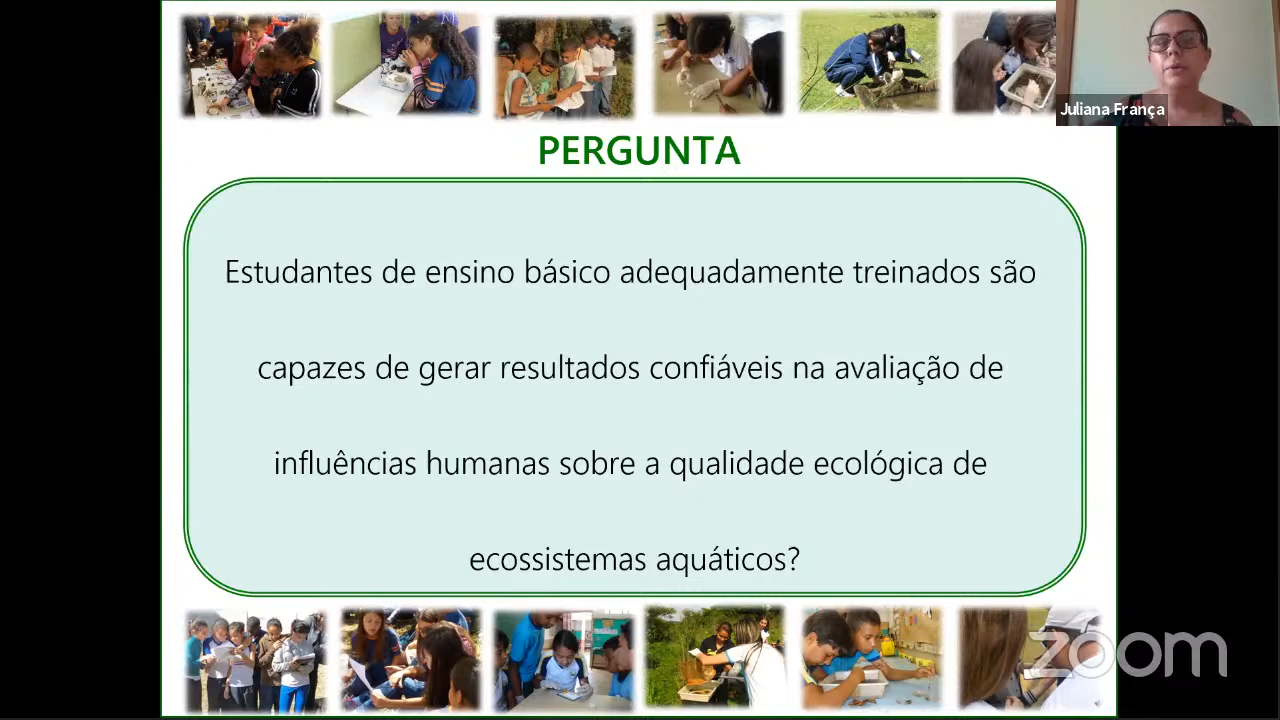 Juliana França
PERGUNTA
Estudantes de ensino básico adequadamente treinados são
capazes de gerar resultados confiáveis na avaliação de
influências humanas sobre a qualidade ecológica de
ecossistemas aquáticos?
zoom